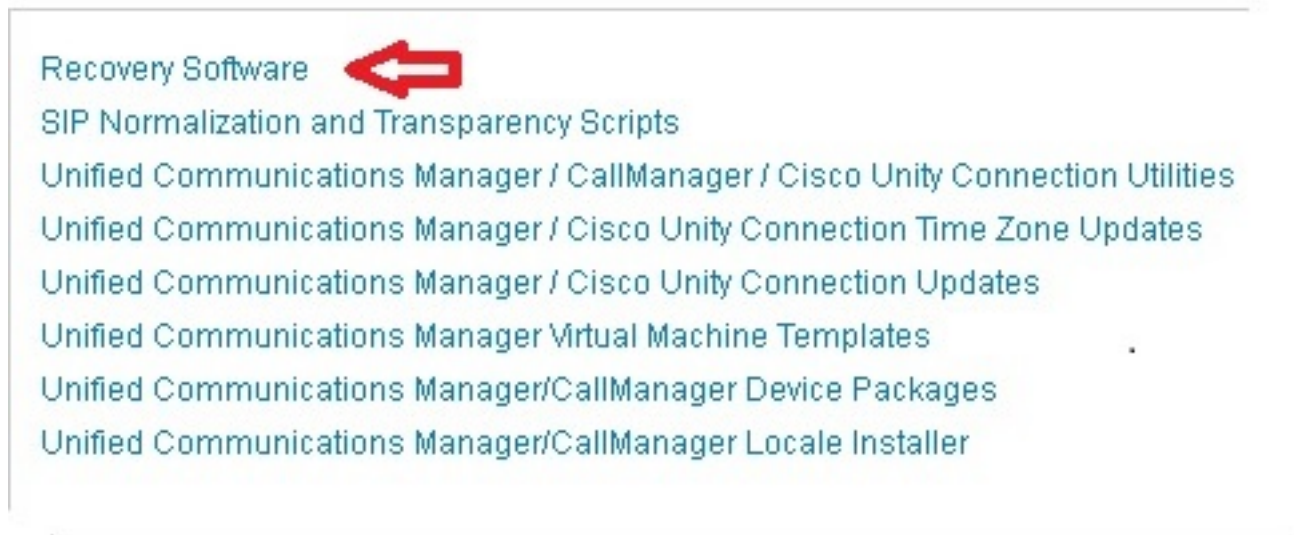 Recovery Software
SIP Normalization and Transparency Scripts
Unified Communications Manager / CallManager / Cisco Unity Connection Utilities
Unified Communications Manager / Cisco Unity Connection Time Zone Updates
Unified Communications Manager / Cisco Unity Connection Updates
Unified Communications Manager Virtual Machine Templates
Unified Communications Manager/CallManager Device Packages
Unified Communications Manager/CallManager Locale Installer